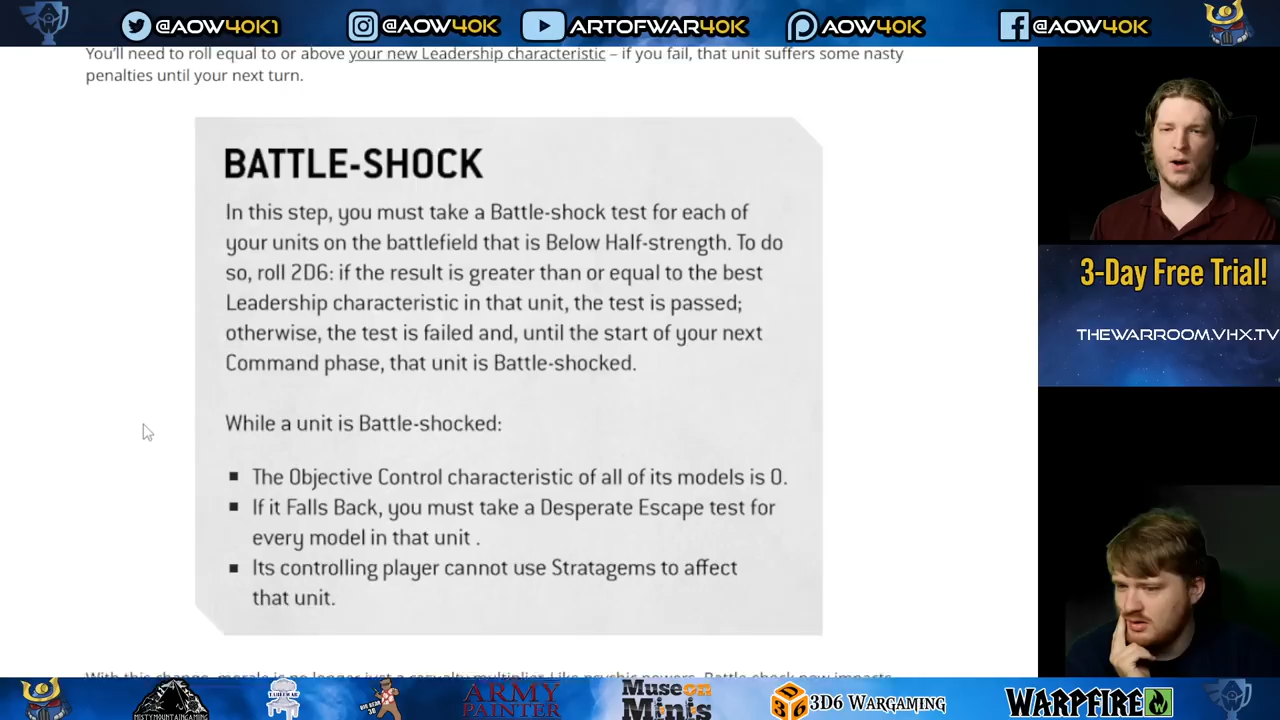 @AOW40K1 @AOW40K ARTOFWAR40K AOW40K @AOW40K
You'll need to roll equal to or above your new Leadership characteristic – if you fail, that unit suffers some nasty
penalties until your next turn.
BATTLE-SHOCK
In this step, you must take a Battle-shock test for each of
your units on the battlefield that is Below Half-strength. To do
so, roll 2D6: if the result is greater than or equal to the best
Leadership characteristic in that unit, the test is passed;
otherwise, the test is failed and, until the start of your next
Command phase, that unit is Battle-shocked.
While a unit is Battle-shocked:
▪ The Objective Control characteristic of all of its models is 0.
▪ If it Falls Back, you must take a Desperate Escape test for
every model in that unit .
▪ Its controlling player cannot use Stratagems to affect
that unit.
3-Day Free Trial!
THEWARROOM.VHX.TV
MISTYMOUNTAINGAMING
ARMY
PAINTER
MUSE ON
MINIS
3D6 WARGAMING
WARPFIRE